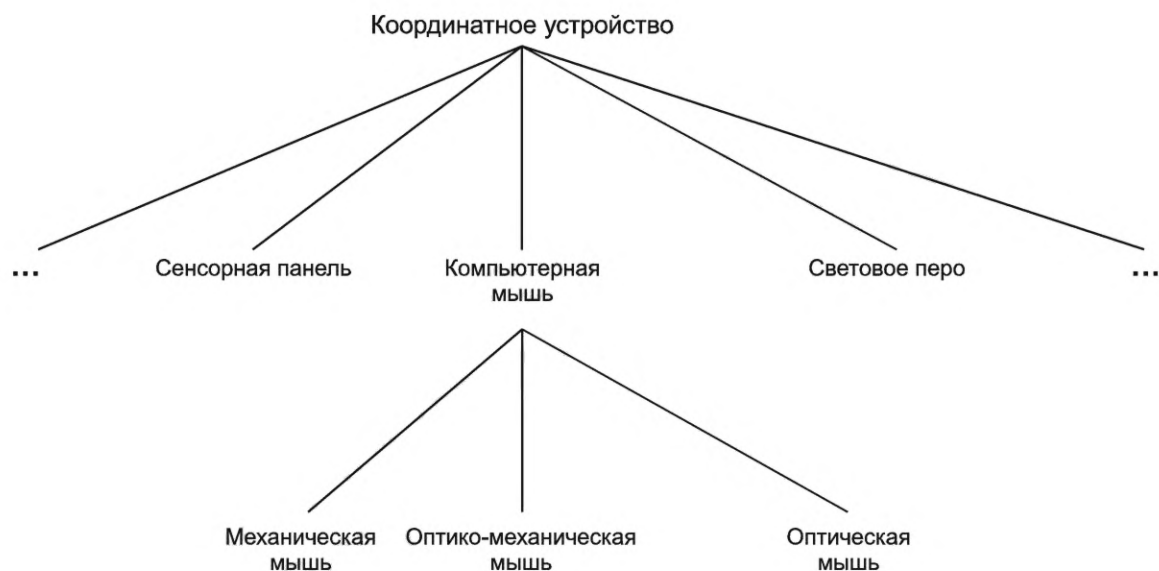 Координатное устройство
... Сенсорная панель Компьютерная Световое перо ...
мышь
Механическая Оптико-механическая Оптическая
мышь мышь мышь